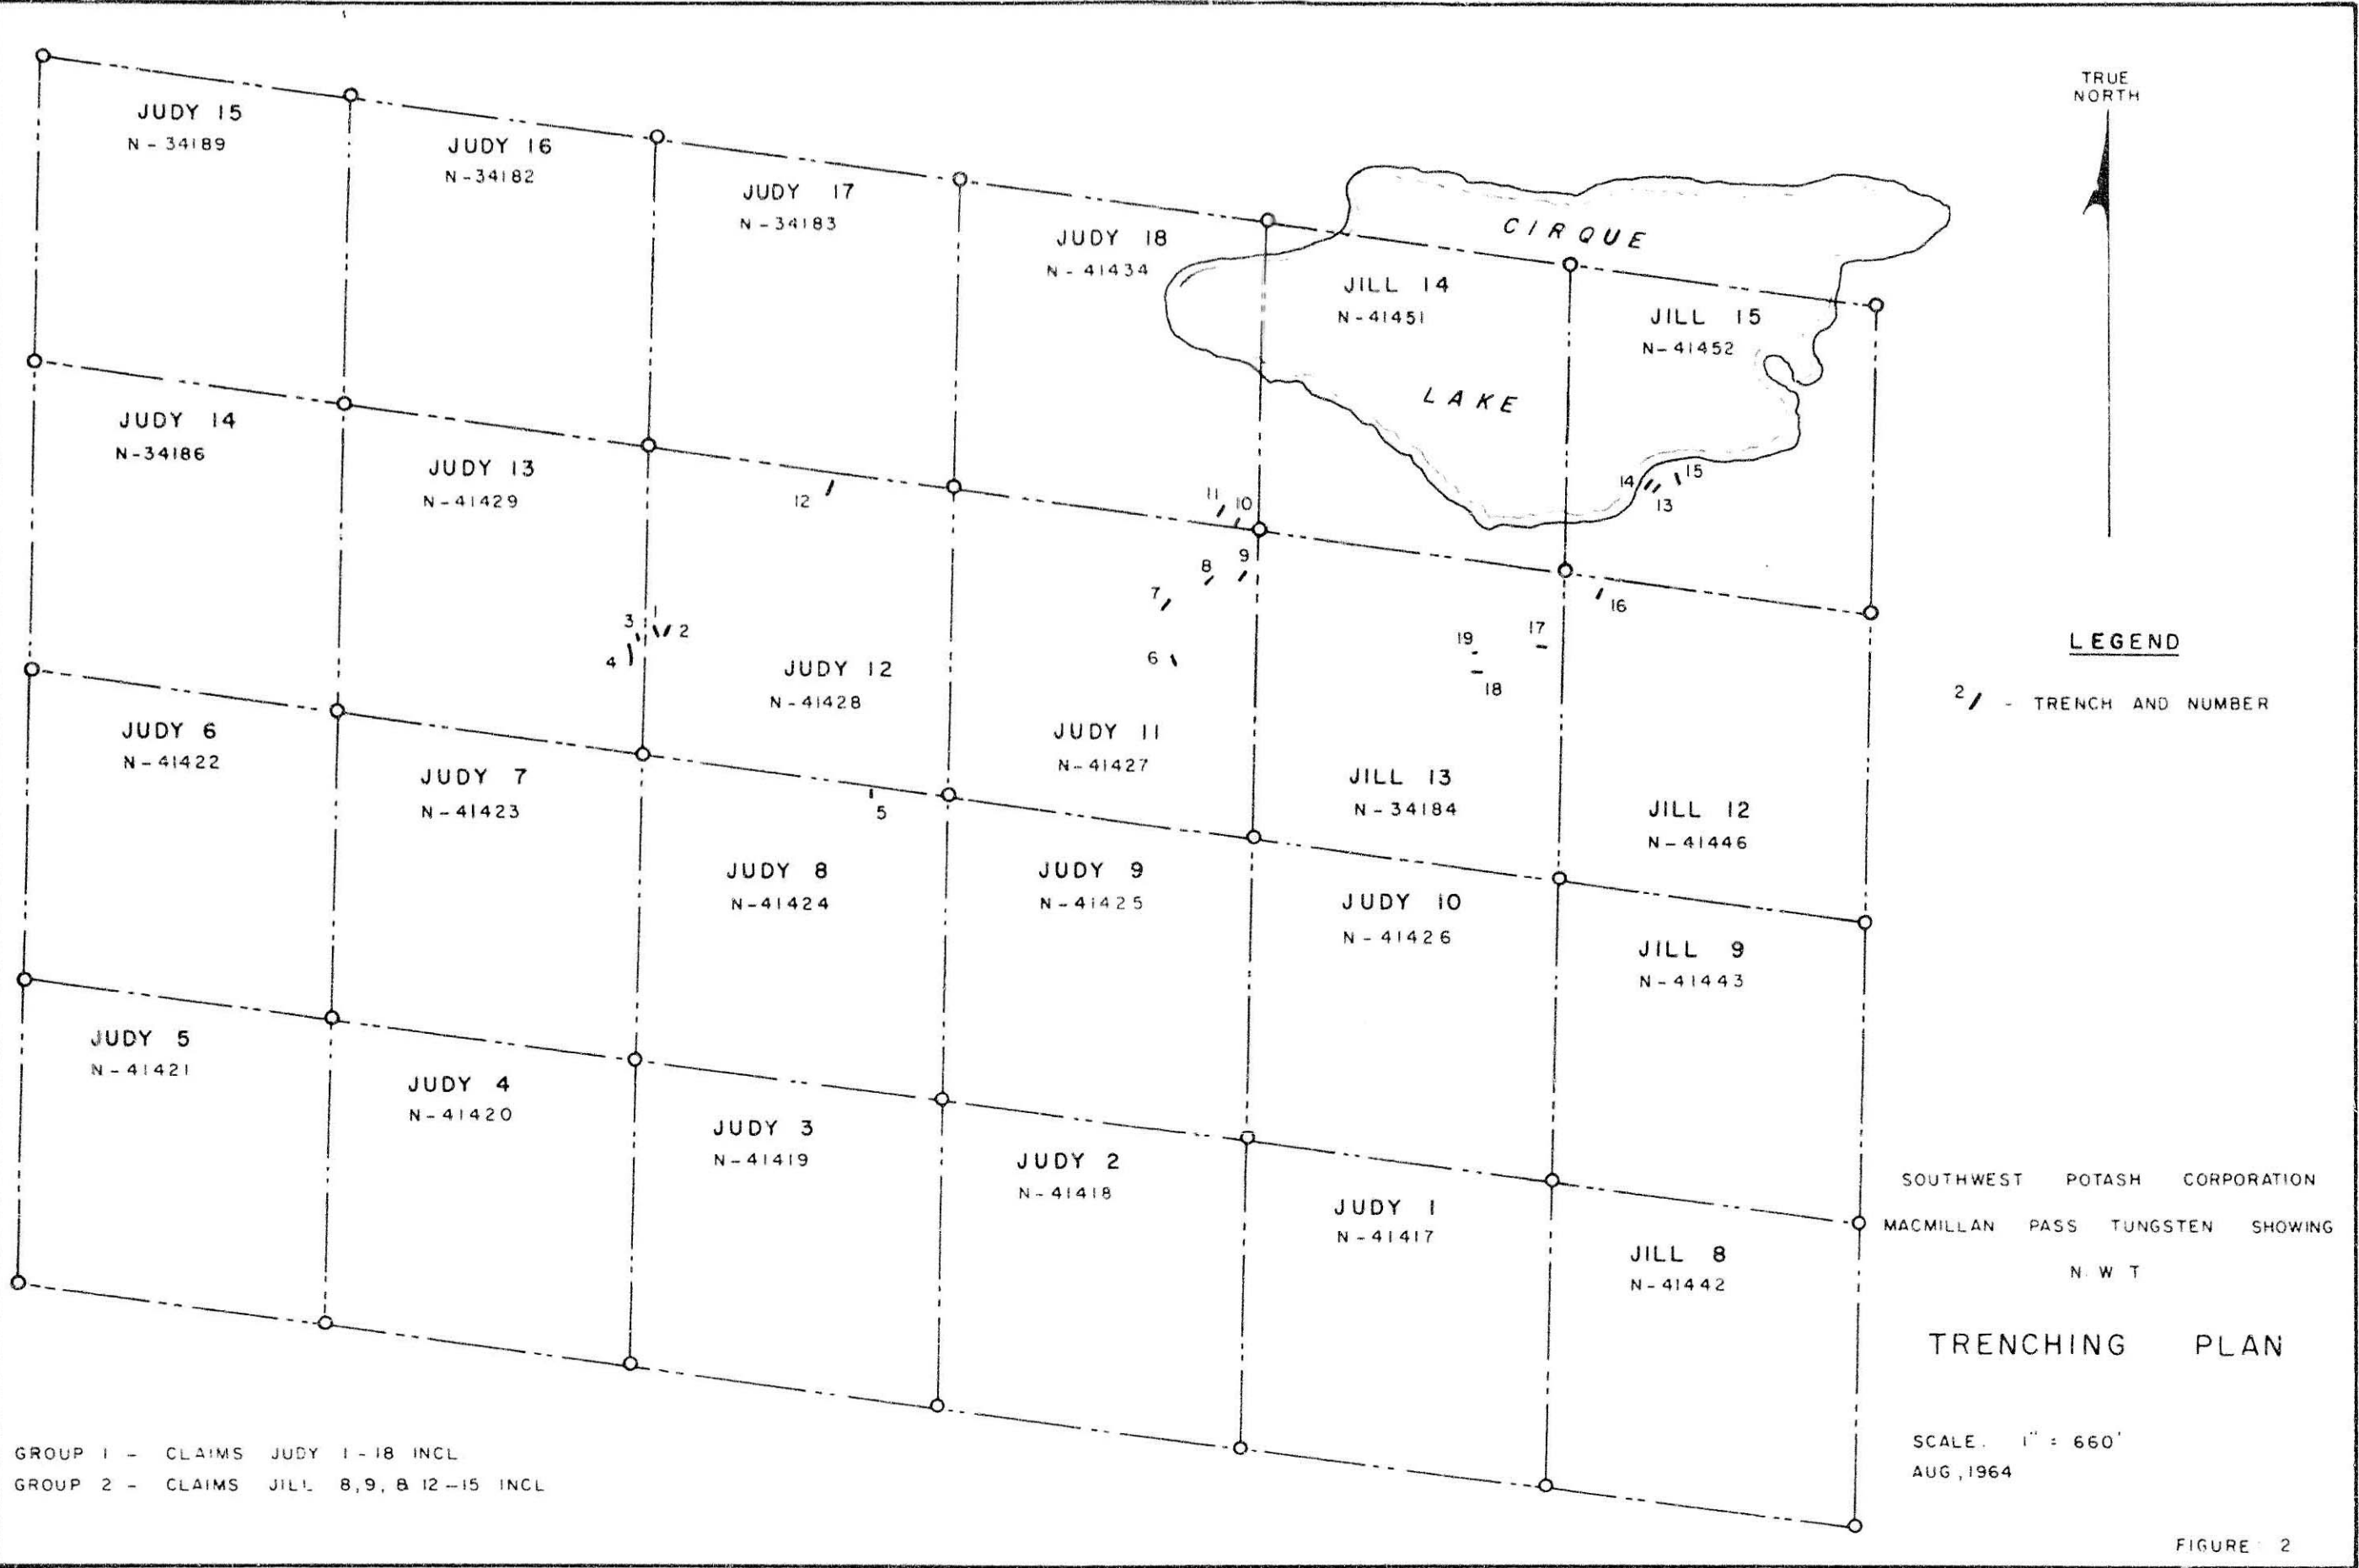 TRUE
NORTH
JUDY 15
N-34189
JUDY 16
N-34182
JUDY 17
N-34183
JUDY 18
N-41434
CIRQUE
LAKE
JILL 14
N-41451
JILL 15
N-41452
JUDY 14
N-34186
JUDY 13
N-41429
12
11
10
14
15
13
9
8
7
6
16
17
19
18
3
1
2
4
JUDY 12
N-41428
JUDY 11
N-41427
JILL 13
N-34184
JILL 12
N-41446
LEGEND
2 - TRENCH AND NUMBER
JUDY 6
N-41422
JUDY 7
N-41423
5
JUDY 8
N-41424
JUDY 9
N-41425
JUDY 10
N-41426
JILL 9
N-41443
JUDY 5
N-41421
JUDY 4
N-41420
JUDY 3
N-41419
JUDY 2
N-41418
JUDY 1
N-41417
JILL 8
N-41442
SOUTHWEST POTASH CORPORATION
MACMILLAN PASS TUNGSTEN SHOWING
N. W T
TRENCHING PLAN
SCALE. 1" = 660'
AUG, 1964
GROUP 1 - CLAIMS JUDY 1-18 INCL
GROUP 2 - CLAIMS JILL 8,9, & 12-15 INCL
FIGURE 2